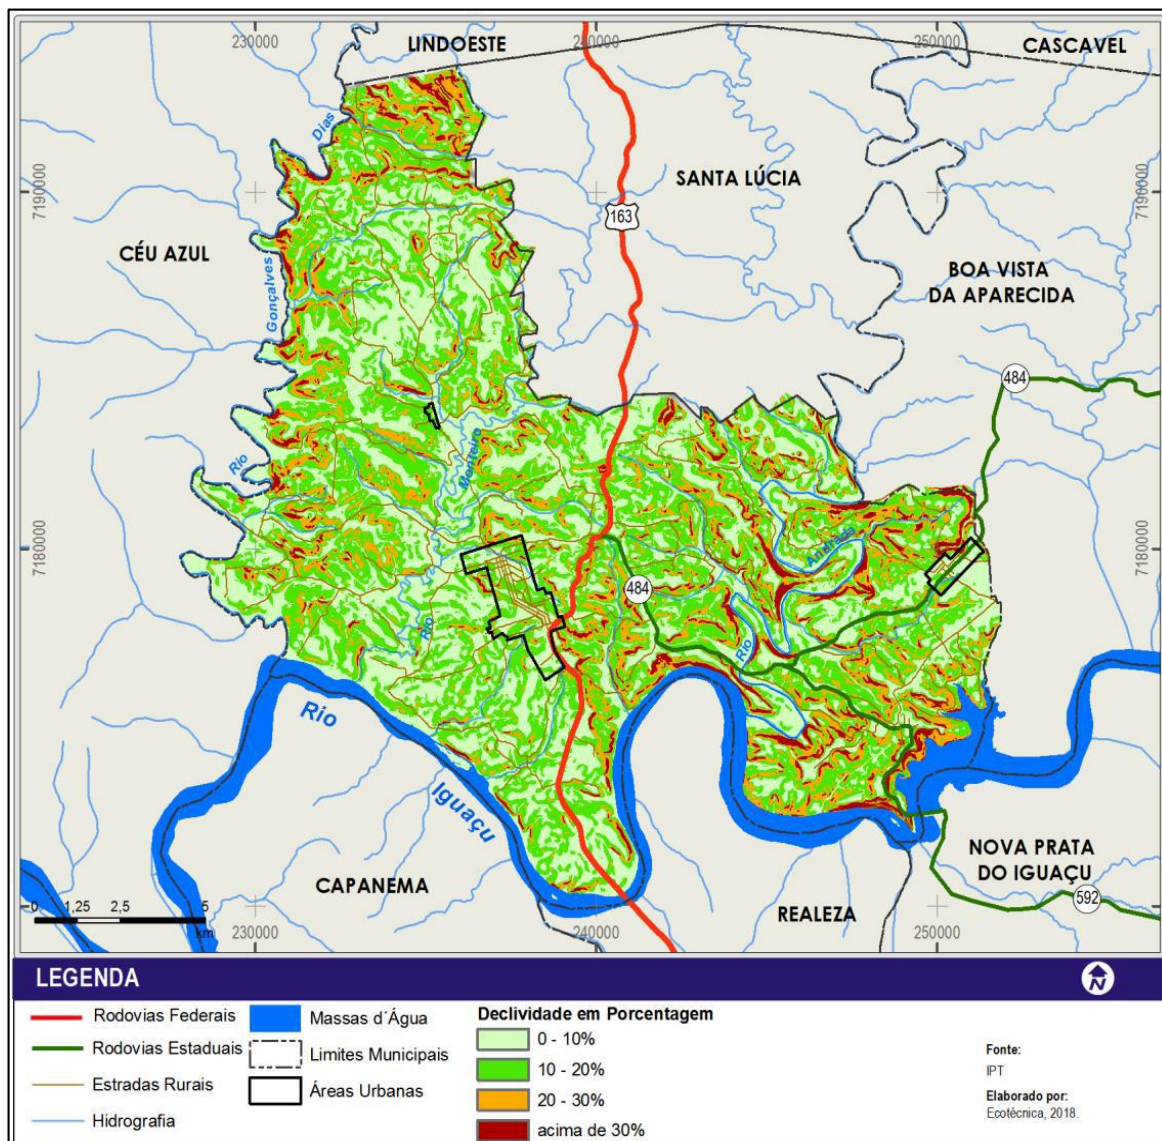 230000
240000
250000
LINDOESTE
CASCAVEL
Dias
SANTA LÚCIA
7190000
7190000
163
CÉU AZUL
Gonçalves
BOA VISTA
DA APARECIDA
484
Rio
Monteiro
Andrada
7180000
7180000
484
Rio
Rio
Rio
Iguaçu
CAPANEMA
REALEZA
NOVA PRATA
DO IGUAÇU
592
0 1,25 2,5 5
km
230000
240000
250000
LEGENDA
N
Rodovias Federais
Rodovias Estaduais
Estradas Rurais
Hidrografia
Massas d´Água
Limites Municipais
Áreas Urbanas
Declividade em Porcentagem
0 - 10%
10 - 20%
20 - 30%
acima de 30%
Fonte:
IPT
Elaborado por:
Ecotécnica, 2018.